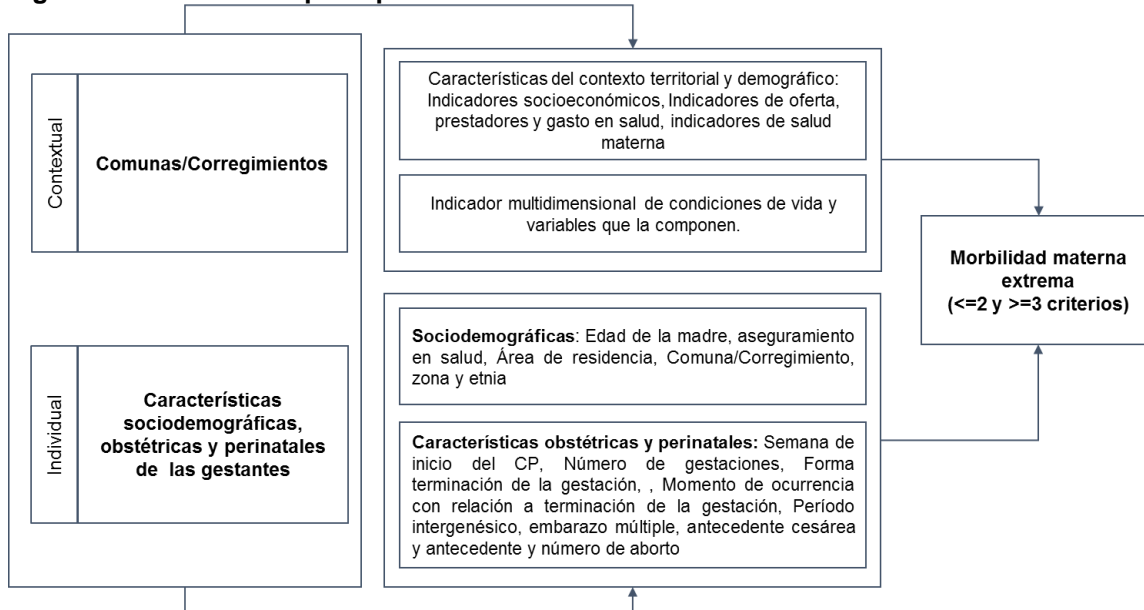 Contextual
Comunas/Corregimientos
Características del contexto territorial y demográfico:
Indicadores socioeconómicos, Indicadores de oferta,
prestadores y gasto en salud, indicadores de salud
materna
Indicador multidimensional de condiciones de vida y
variables que la componen.
Morbilidad materna
extrema
(<=2 y >=3 criterios)
Individual
Características
sociodemográficas,
obstétricas y perinatales
de las gestantes
Sociodemográficas: Edad de la madre, aseguramiento
en salud, Área de residencia, Comuna/Corregimiento,
zona y etnia
Características obstétricas y perinatales: Semana de
inicio del CP, Número de gestaciones, Forma
terminación de la gestación, , Momento de ocurrencia
con relación a terminación de la gestación, Período
intergenésico, embarazo múltiple, antecedente cesárea
y antecedente y número de aborto